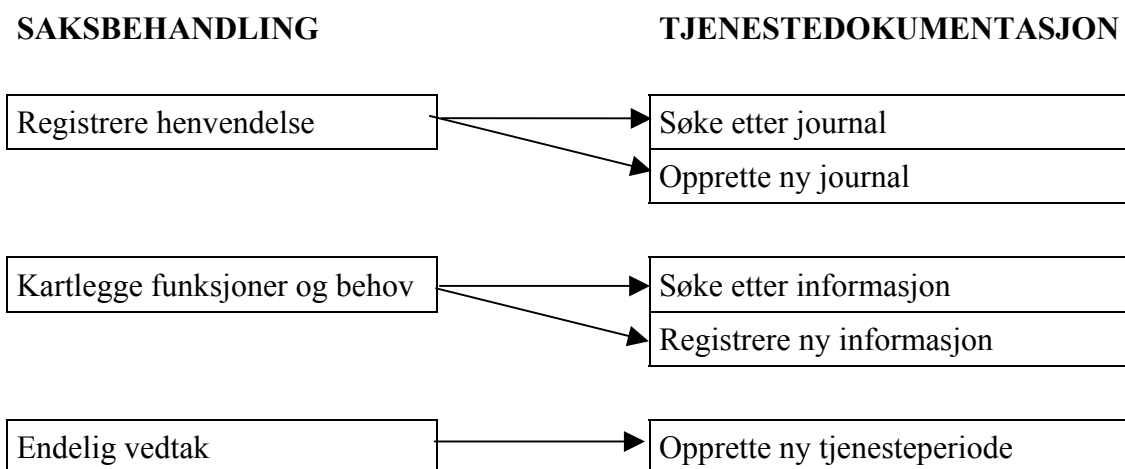 SAKSBEHANDLING TJENESTEDOKUMENTASJON
Registrere henvendelse Søke etter journal
Opprette ny journal
Kartlegge funksjoner og behov Søke etter informasjon
Registrere ny informasjon
Endelig vedtak Opprette ny tjenesteperiode